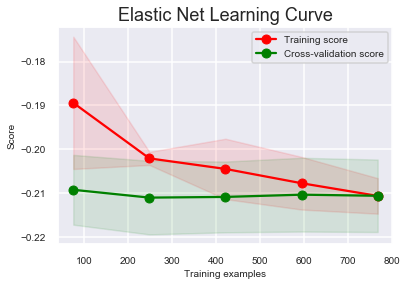 Elastic Net Learning Curve
Training score
Cross-validation score
−0.18
−0.19
−0.20
−0.21
−0.22
Score
100 200 300 400 500 600 700 800
Training examples